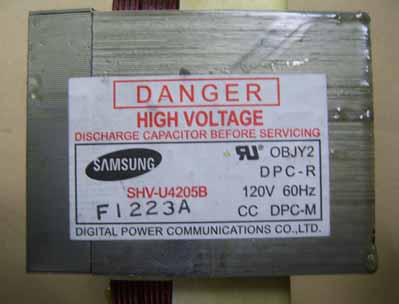 DANGER
HIGH VOLTAGE
DISCHARGE CAPACITOR BEFORE SERVICING
SAMSUNG
RU OBJY2
DPC-R
SHV-U4205B 120V 60Hz
F1223A CC DPC-M
DIGITAL POWER COMMUNICATIONS CO.,LTD.